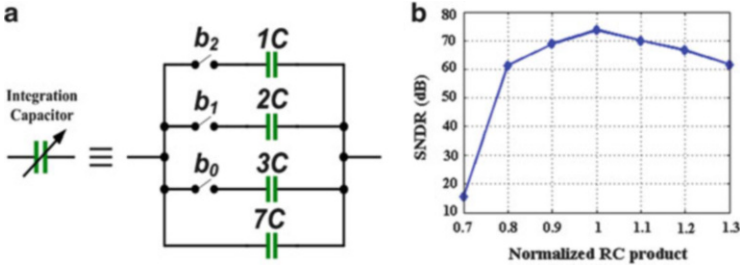 a
b₂ 1C
Integration
Capacitor
b₁ 2C
b₀ 3C
7C
b
SNDR (dB)
80
70
60
50
40
30
20
10
0.7 0.8 0.9 1 1.1 1.2 1.3
Normalized RC product